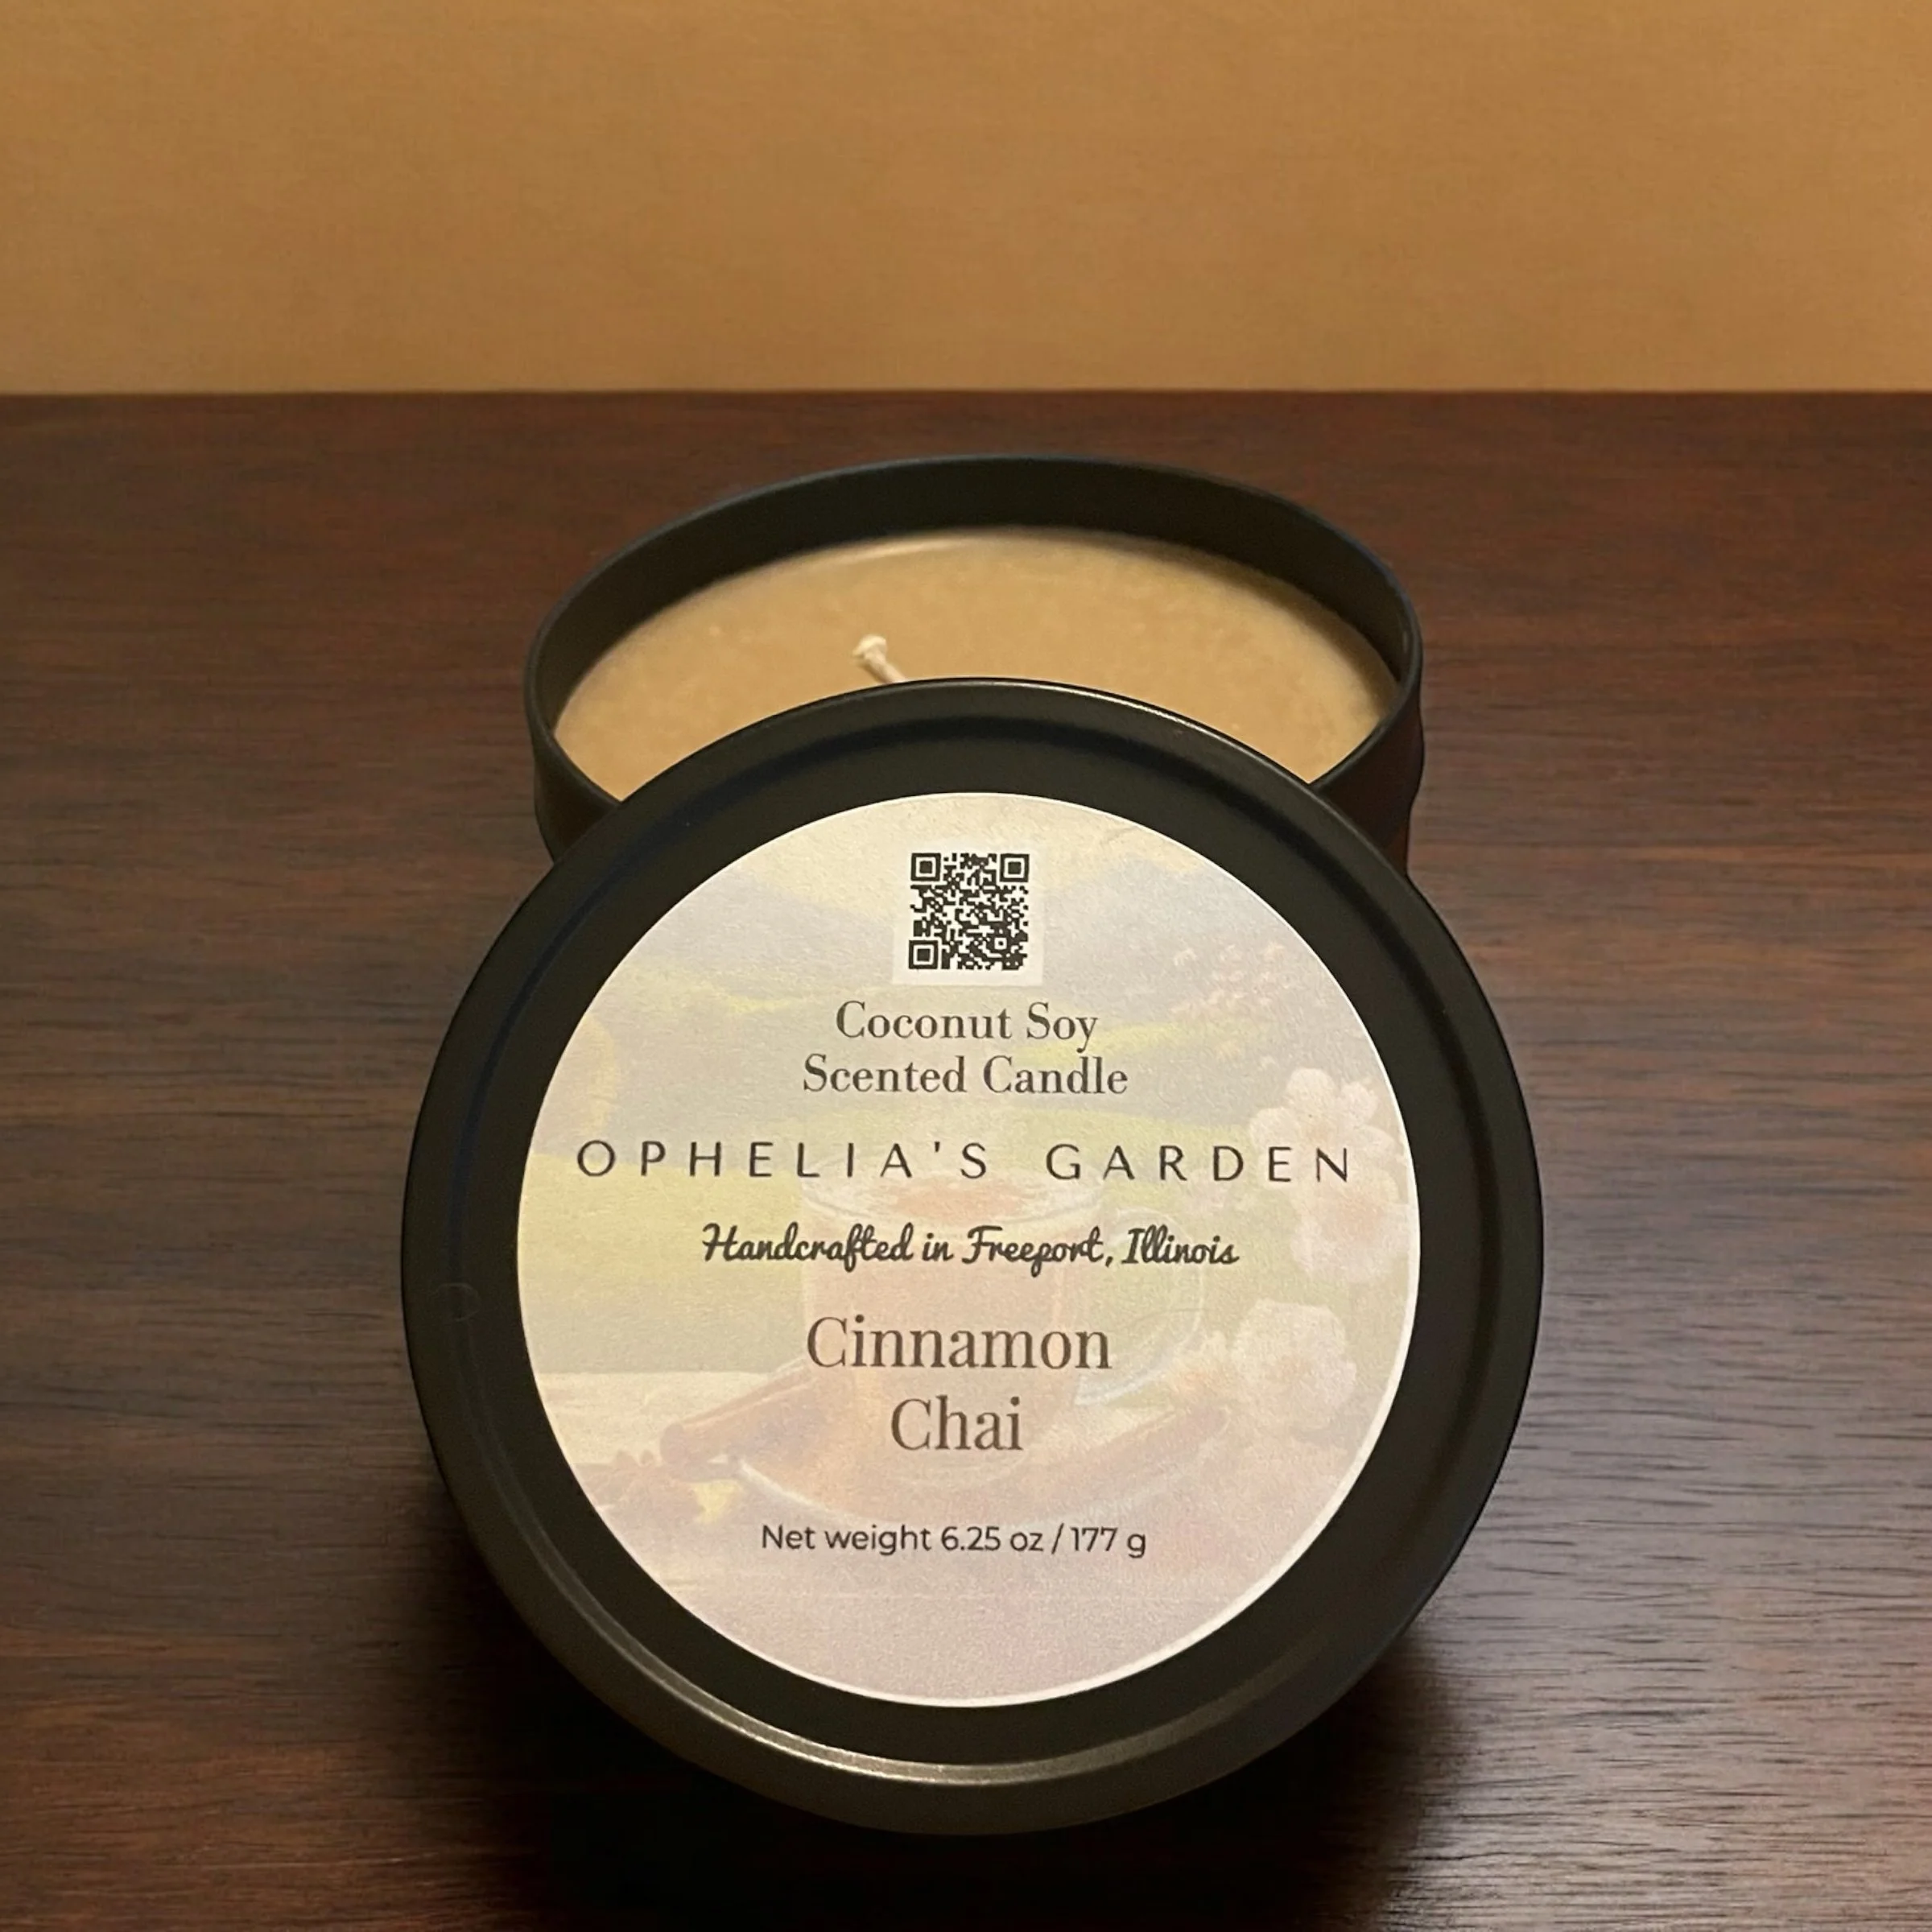 Coconut Soy
Scented Candle
OPHELIA'S GARDEN
Handcrafted in Freeport, Illinois
Cinnamon
Chai
Net weight 6.25 oz / 177 g